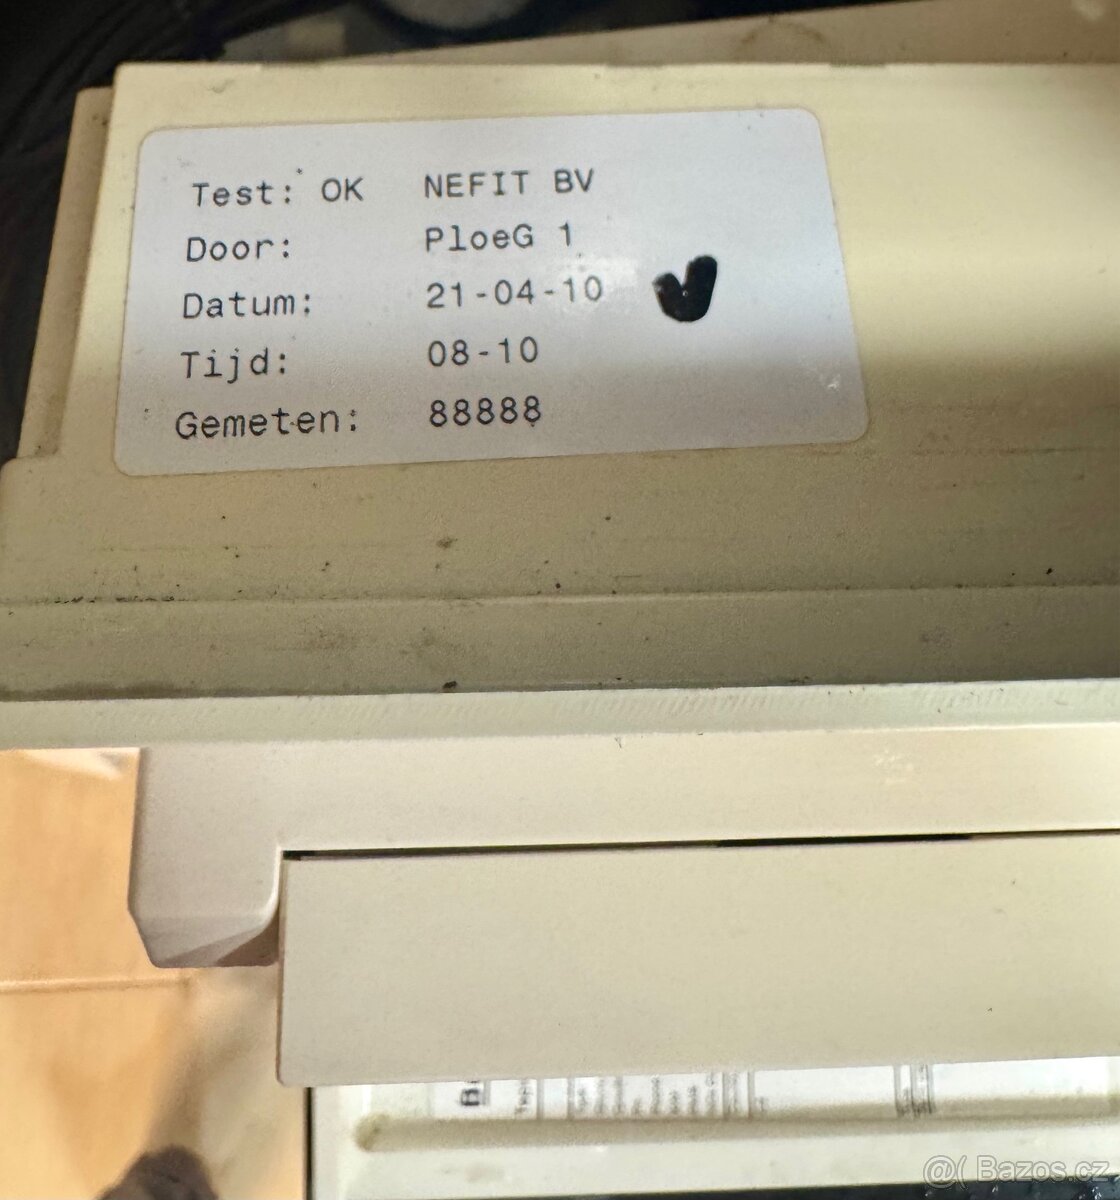 Test: OK NEFIT BV
Door: PloeG 1
Datum: 21-04-10
Tijd: 08-10
Gemeten: 88888
@( Bazos.cz